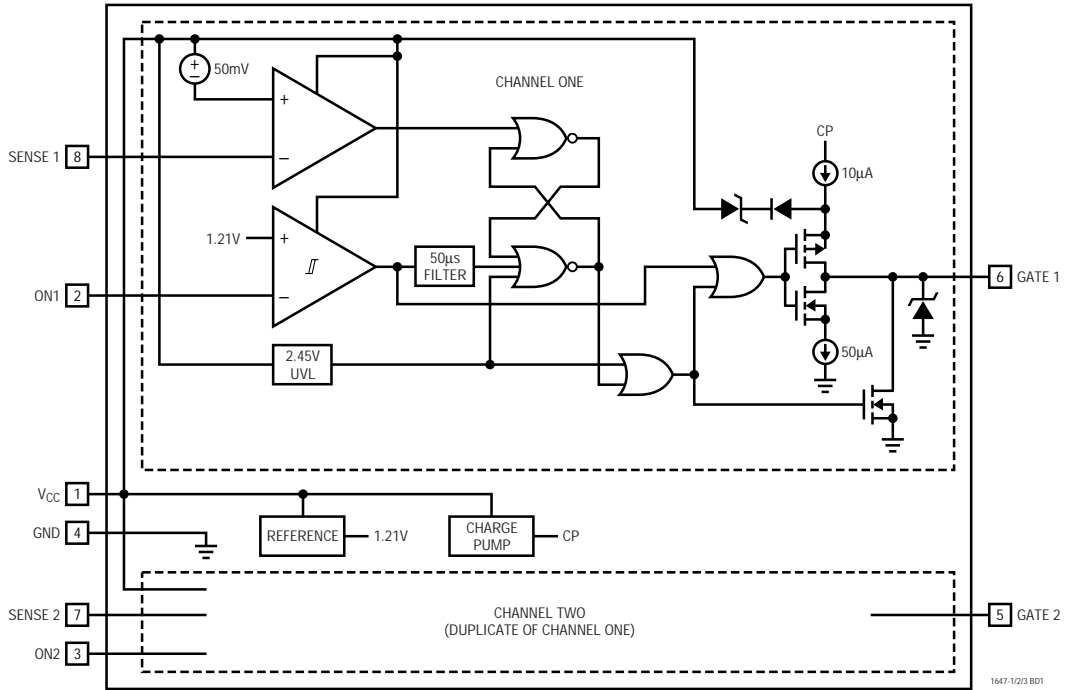 50mV
+
−
+
−
CHANNEL ONE
SENSE 1 8
CP
10µA
1.21V
+
−
50µs
FILTER
ON1 2
6 GATE 1
2.45V
UVL
50µA
VCC 1
GND 4
REFERENCE
1.21V
CHARGE
PUMP
CP
SENSE 2 7
CHANNEL TWO
(DUPLICATE OF CHANNEL ONE)
5 GATE 2
ON2 3
1647-1/2/3 BD1